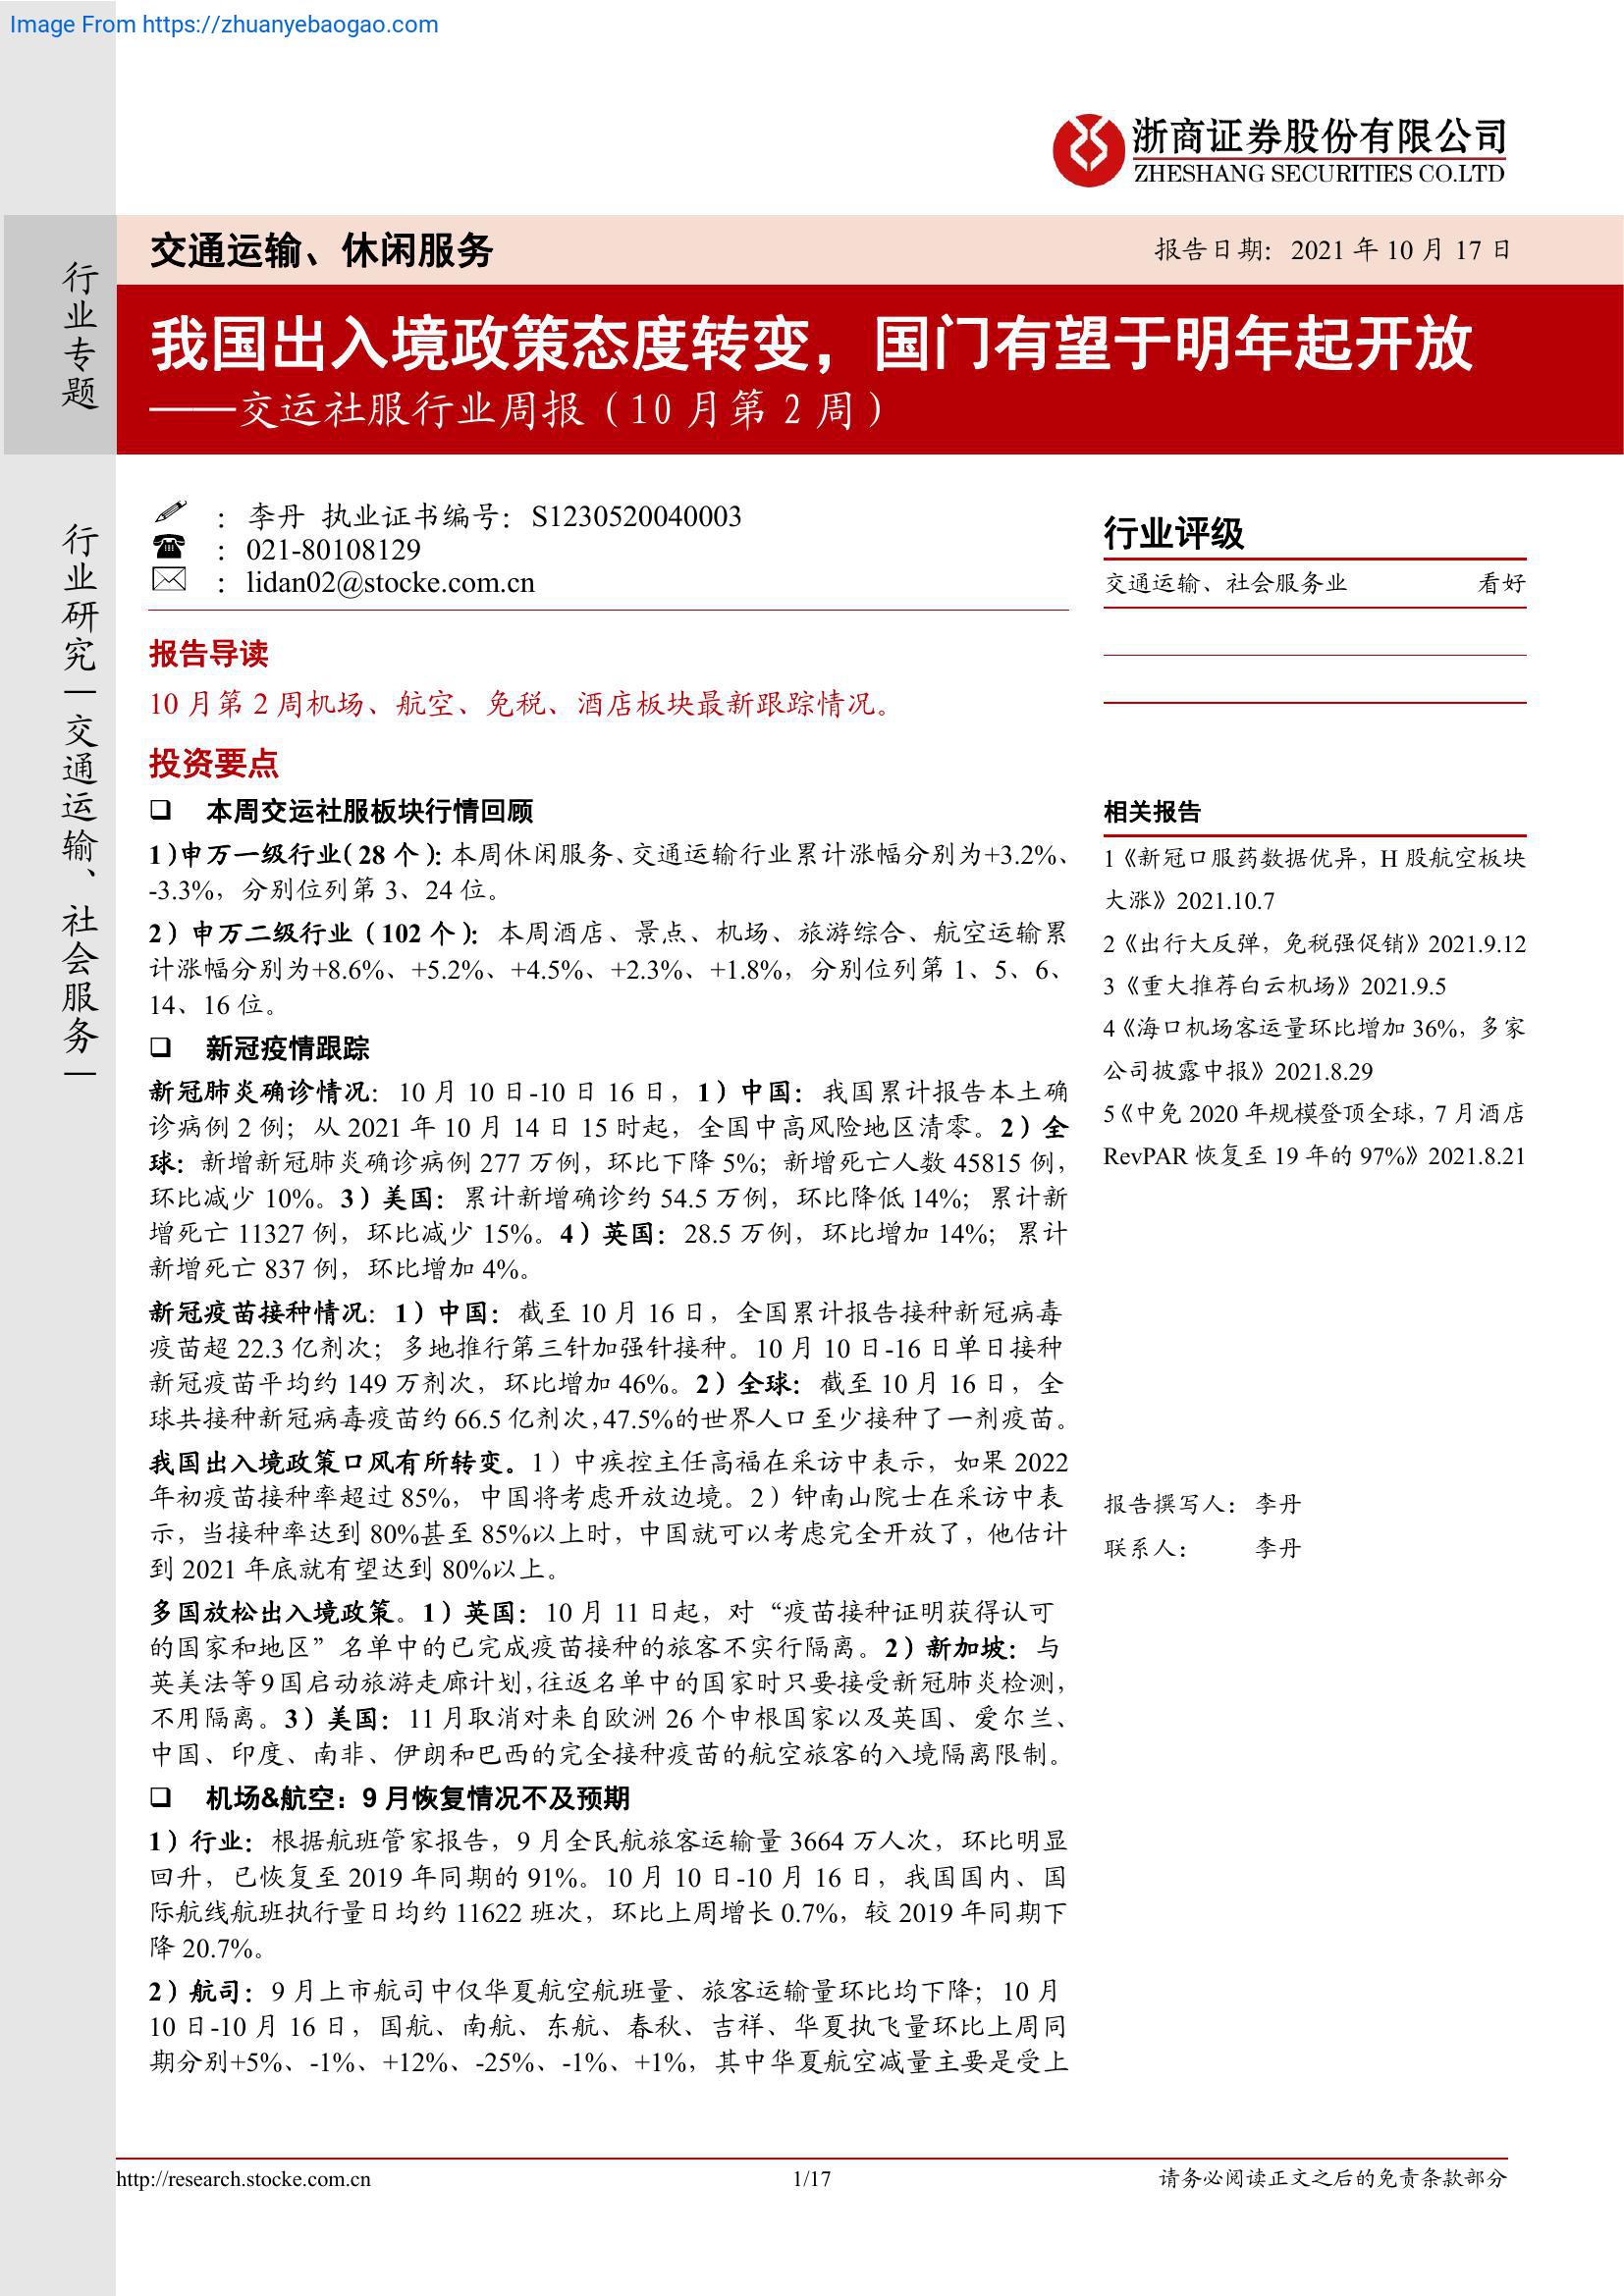 Image From https://zhuanyebaogao.com
浙商证券股份有限公司
ZHESHANG SECURITIES CO.LTD
行业专题
交通运输、休闲服务
报告日期：2021 年 10 月 17 日
我国出入境政策态度转变，国门有望于明年起开放
——交运社服行业周报（10 月第 2 周）
行业研究—交通运输、社会服务—
：李丹 执业证书编号：S1230520040003
：021-80108129
：lidan02@stocke.com.cn
报告导读
10 月第 2 周机场、航空、免税、酒店板块最新跟踪情况。
投资要点
本周交运社服板块行情回顾
1）申万一级行业（28 个）：本周休闲服务、交通运输行业累计涨幅分别为+3.2%、
-3.3%，分别位列第 3、24 位。
2）申万二级行业（102 个）：本周酒店、景点、机场、旅游综合、航空运输累
计涨幅分别为+8.6%、+5.2%、+4.5%、+2.3%、+1.8%，分别位列第 1、5、6、
14、16 位。
新冠疫情跟踪
新冠肺炎确诊情况：10 月 10 日-10 日 16 日，1）中国：我国累计报告本土确
诊病例 2 例；从 2021 年 10 月 14 日 15 时起，全国中高风险地区清零。2）全
球：新增新冠肺炎确诊病例 277 万例，环比下降 5%；新增死亡人数 45815 例，
环比减少 10%。3）美国：累计新增确诊约 54.5 万例，环比降低 14%；累计新
增死亡 11327 例，环比减少 15%。4）英国：28.5 万例，环比增加 14%；累计
新增死亡 837 例，环比增加 4%。
新冠疫苗接种情况：1）中国：截至 10 月 16 日，全国累计报告接种新冠病毒
疫苗超 22.3 亿剂次；多地推行第三针加强针接种。10 月 10 日-16 日单日接种
新冠疫苗平均约 149 万剂次，环比增加 46%。2）全球：截至 10 月 16 日，全
球共接种新冠病毒疫苗约 66.5 亿剂次，47.5%的世界人口至少接种了一剂疫苗。
我国出入境政策口风有所转变。1）中疾控主任高福在采访中表示，如果 2022
年初疫苗接种率超过 85%，中国将考虑开放边境。2）钟南山院士在采访中表
示，当接种率达到 80%甚至 85%以上时，中国就可以考虑完全开放了，他估计
到 2021 年底就有望达到 80%以上。
多国放松出入境政策。1）英国：10 月 11 日起，对“疫苗接种证明获得认可
的国家和地区”名单中的已完成疫苗接种的旅客不实行隔离。2）新加坡：与
英美法等 9 国启动旅游走廊计划，往返名单中的国家时只要接受新冠肺炎检测，
不用隔离。3）美国：11 月取消对来自欧洲 26 个申根国家以及英国、爱尔兰、
中国、印度、南非、伊朗和巴西的完全接种疫苗的航空旅客的入境隔离限制。
机场&航空：9 月恢复情况不及预期
1）行业：根据航班管家报告，9 月全民航旅客运输量 3664 万人次，环比明显
回升，已恢复至 2019 年同期的 91%。10 月 10 日-10 月 16 日，我国国内、国
际航线航班执行量日均约 11622 班次，环比上周增长 0.7%，较 2019 年同期下
降 20.7%。
2）航司：9 月上市航司中仅华夏航空航班量、旅客运输量环比均下降；10 月
10 日-10 月 16 日，国航、南航、东航、春秋、吉祥、华夏执飞量环比上周同
期分别+5%、-1%、+12%、-25%、-1%、+1%，其中华夏航空减量主要是受上
行业评级
交通运输、社会服务业 看好
相关报告
1《新冠口服药数据优异，H 股航空板块
大涨》2021.10.7
2《出行大反弹，免税强促销》2021.9.12
3《重大推荐白云机场》2021.9.5
4《海口机场客运量环比增加 36%，多家
公司披露中报》2021.8.29
5《中免 2020 年规模登顶全球，7 月酒店
RevPAR 恢复至 19 年的 97%》2021.8.21
报告撰写人：李丹
联系人： 李丹
http://research.stocke.com.cn
1/17
请务必阅读正文之后的免责条款部分